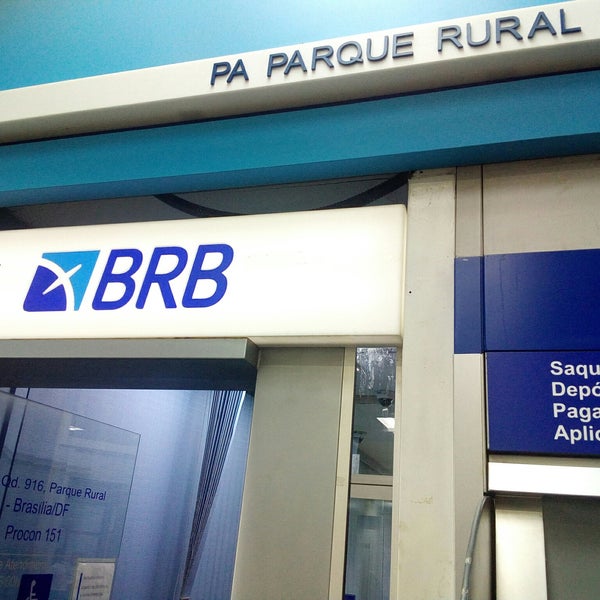 PA PARQUE RURAL
BRB
Saqu
Depó
Paga
Aplic
Qd. 916, Parque Rural
- Brasília/DF
Procon 151